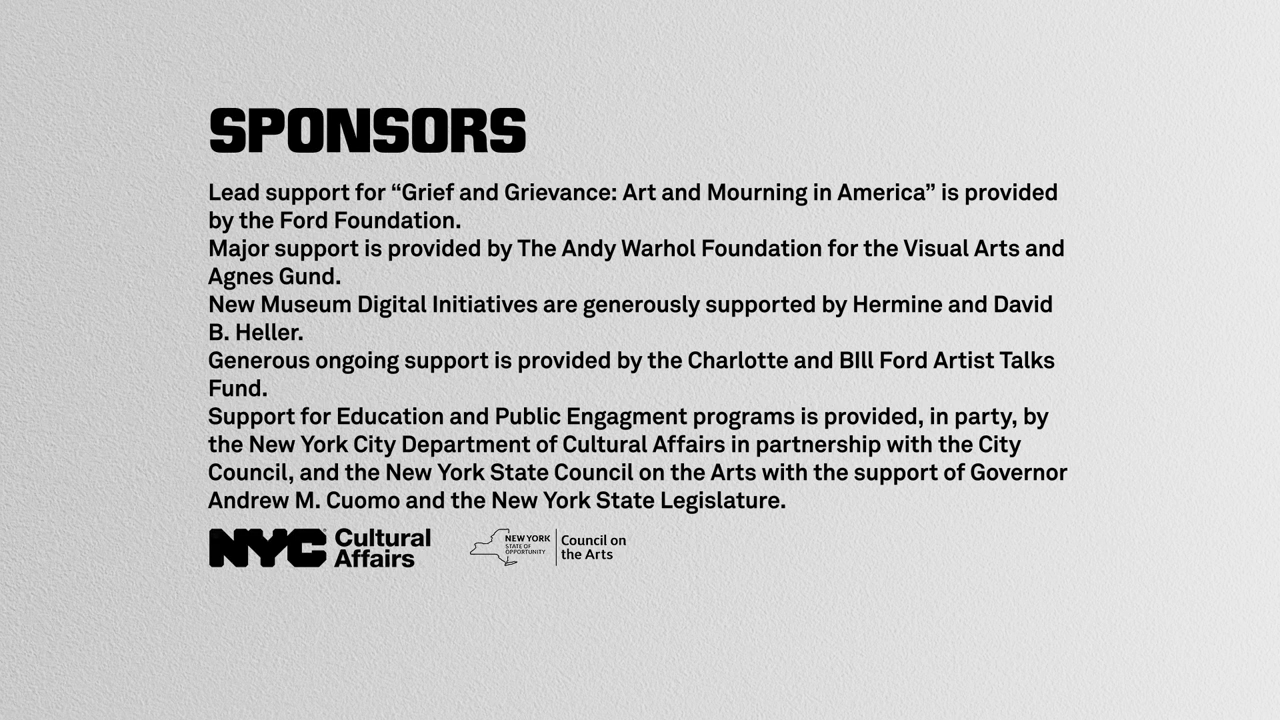 SPONSORS
Lead support for “Grief and Grievance: Art and Mourning in America” is provided
by the Ford Foundation.
Major support is provided by The Andy Warhol Foundation for the Visual Arts and
Agnes Gund.
New Museum Digital Initiatives are generously supported by Hermine and David
B. Heller.
Generous ongoing support is provided by the Charlotte and BIll Ford Artist Talks
Fund.
Support for Education and Public Engagment programs is provided, in party, by
the New York City Department of Cultural Affairs in partnership with the City
Council, and the New York State Council on the Arts with the support of Governor
Andrew M. Cuomo and the New York State Legislature.
NYC® Cultural
Affairs
NEW YORK
STATE OF
OPPORTUNITY
Council on
the Arts